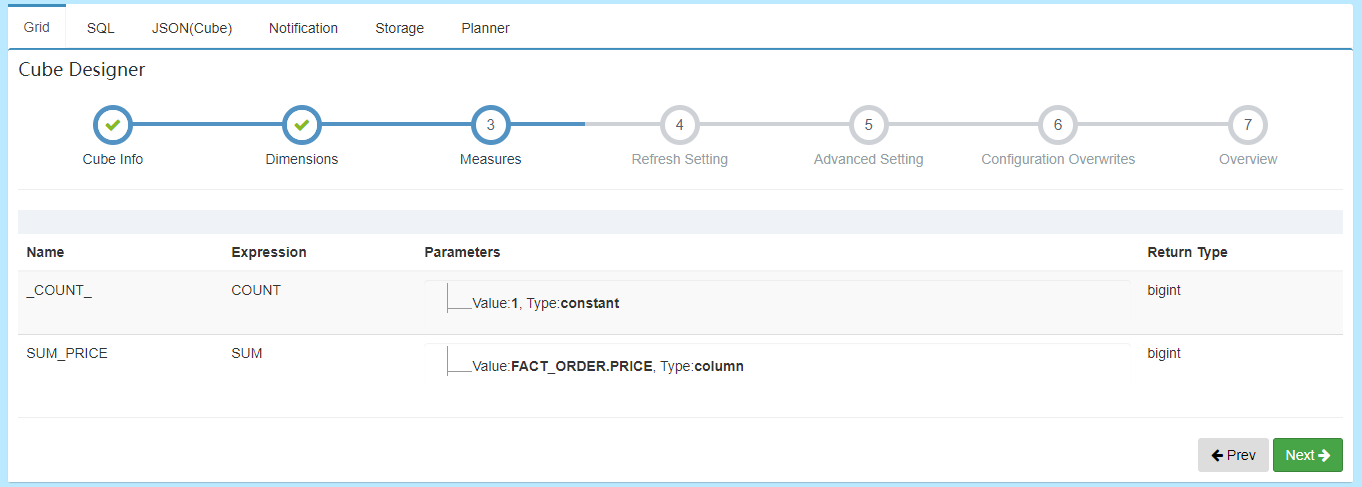 Grid SQL JSON(Cube) Notification Storage Planner
Cube Designer
3 4 5 6 7
Cube Info Dimensions Measures Refresh Setting Advanced Setting Configuration Overwrites Overview
Name Expression Parameters Return Type
_COUNT_ COUNT bigint
Value:1, Type:constant
SUM_PRICE SUM bigint
Value:FACT_ORDER.PRICE, Type:column
Prev Next